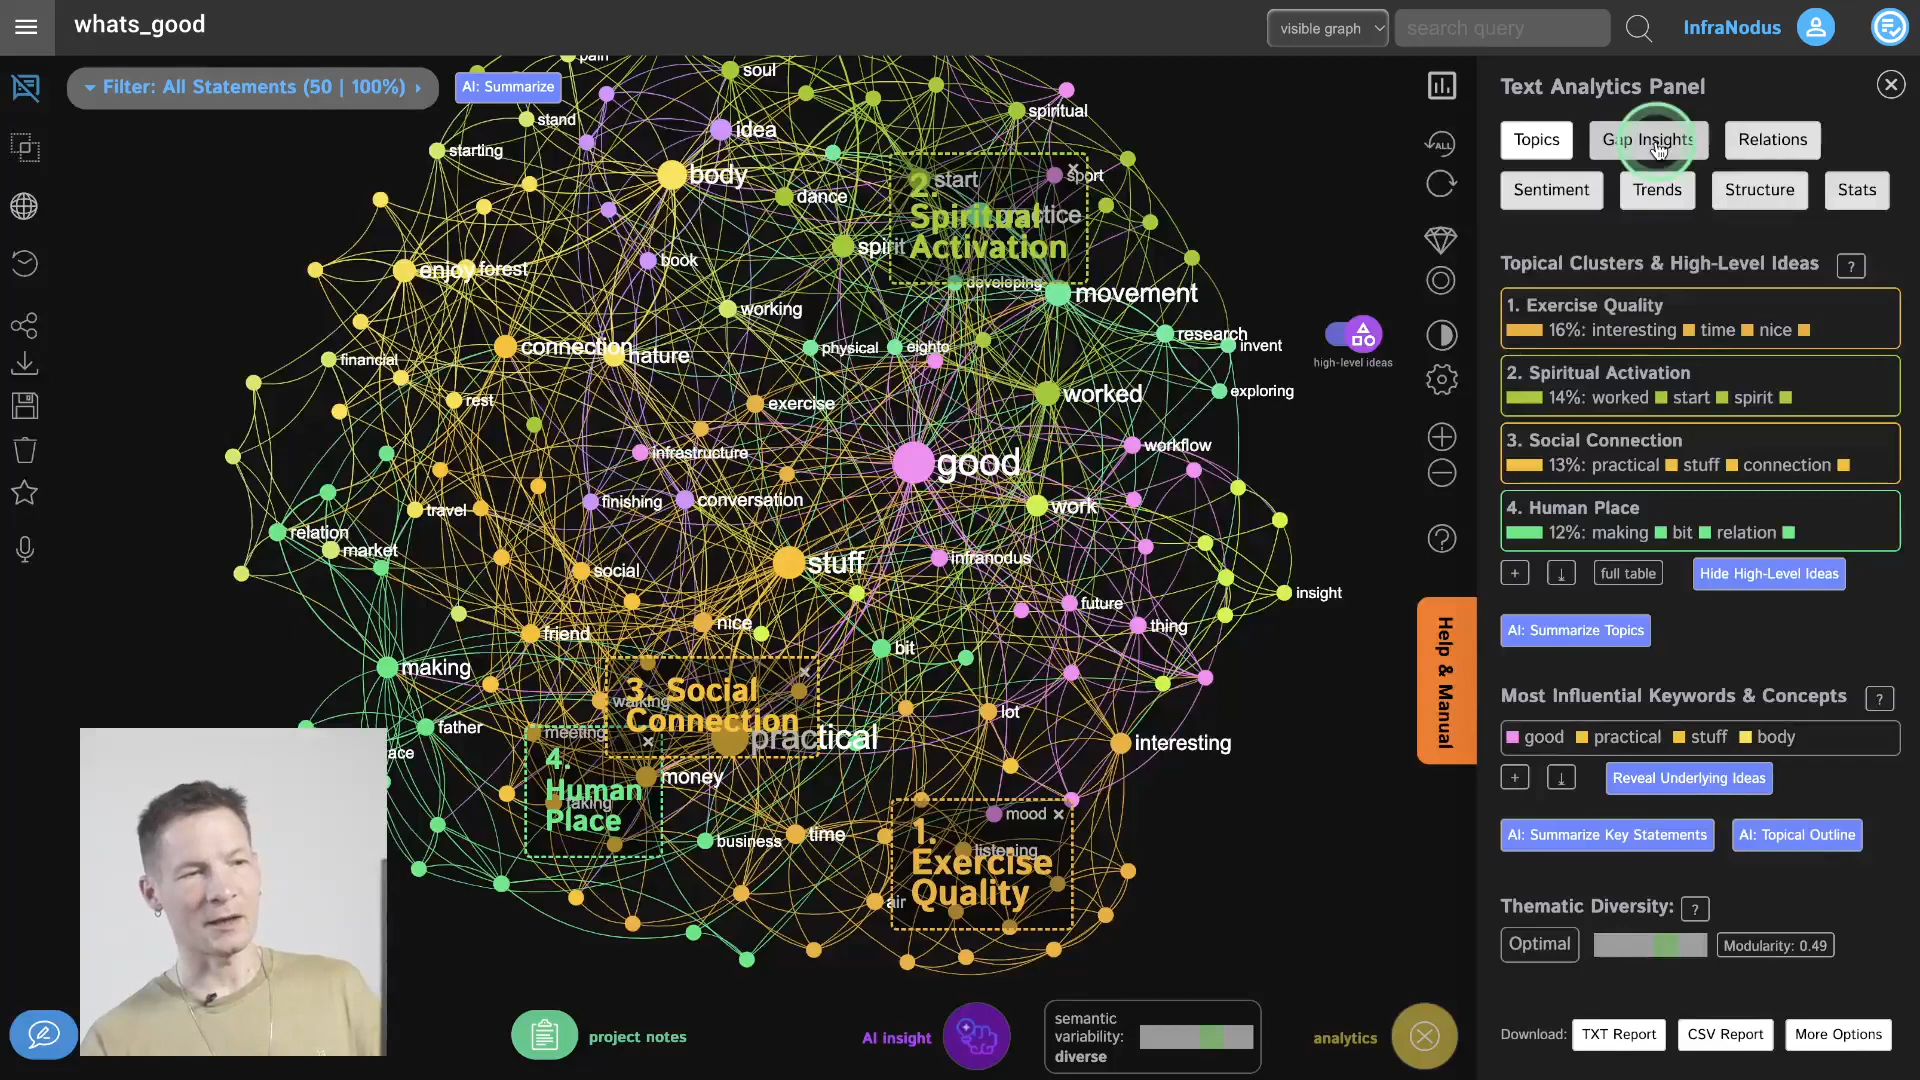 whats_good
visible graph
search query
InfraNodus
Filter: All Statements (50 | 100%)
AI: Summarize
pain
soul
stand
idea
spiritual
starting
body
start
sport
dance
2.
Spiritual
Activation
practice
spirit
book
enjoy
forest
developing
movement
working
research
invent
connection
nature
physical
eighto
financial
high-level ideas
exploring
rest
exercise
worked
workflow
infrastructure
good
finishing
conversation
travel
work
relation
market
stuff
infranodus
social
insight
future
nice
friend
thing
bit
making
3. Social
Connection
walking
lot
father
meeting
practical
interesting
ace
4.
Human
Place
money
taking
mood
1.
Exercise
Quality
listening
business
time
air
Help & Manual
project notes
AI insight
semantic
variability:
diverse
analytics
Text Analytics Panel
Topics
Gap Insights
Relations
Sentiment
Trends
Structure
Stats
Topical Clusters & High-Level Ideas ?
1. Exercise Quality
16%: interesting time nice
2. Spiritual Activation
14%: worked start spirit
3. Social Connection
13%: practical stuff connection
4. Human Place
12%: making bit relation
+ full table Hide High-Level Ideas
AI: Summarize Topics
Most Influential Keywords & Concepts ?
good practical stuff body
+ Reveal Underlying Ideas
AI: Summarize Key Statements AI: Topical Outline
Thematic Diversity: ?
Optimal Modularity: 0.49
Download: TXT Report CSV Report More Options
ALL